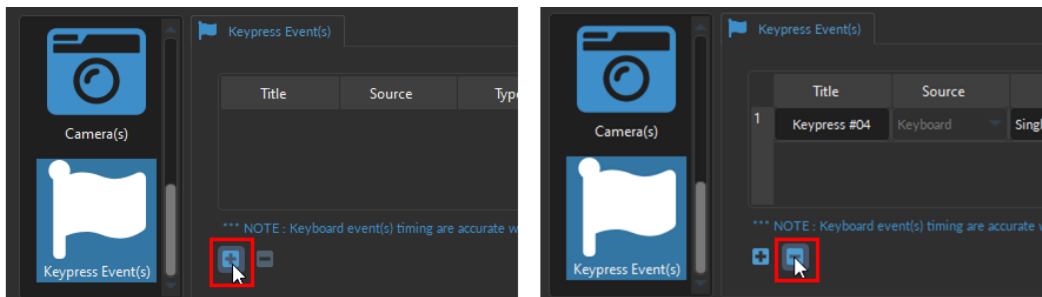 Keypress Event(s)
Title Source Type
Camera(s)
*** NOTE : Keyboard event(s) timing are accurate w
Keypress Event(s)
Keypress Event(s)
Title Source
1 Keypress #04 Keyboard Singl
Camera(s)
*** NOTE : Keyboard event(s) timing are accurate
Keypress Event(s)